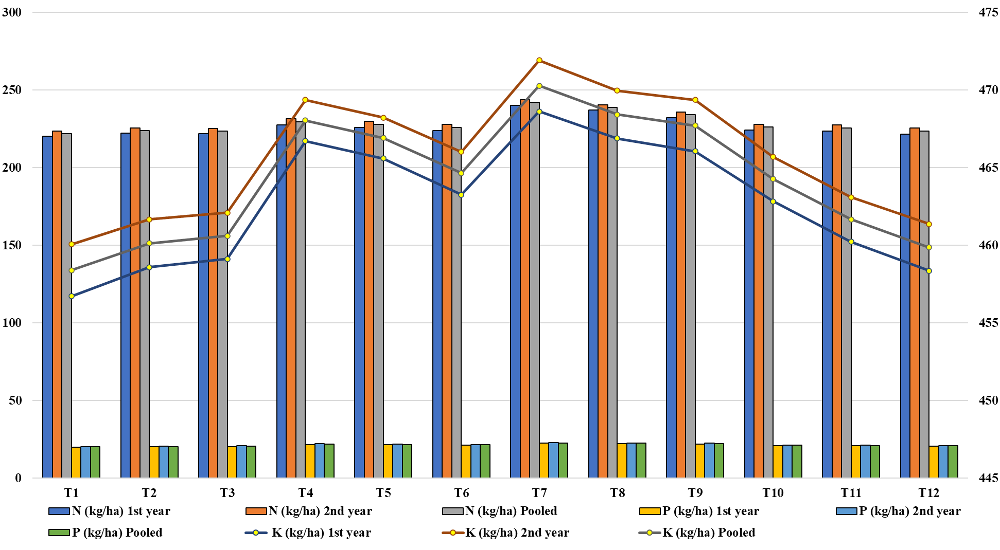 300 475
250 470
200 465
150 460
100 455
50 450
0 445
T1 T2 T3 T4 T5 T6 T7 T8 T9 T10 T11 T12
N (kg/ha) 1st year N (kg/ha) 2nd year N (kg/ha) Pooled P (kg/ha) 1st year P (kg/ha) 2nd year
P (kg/ha) Pooled K (kg/ha) 1st year K (kg/ha) 2nd year K (kg/ha) Pooled